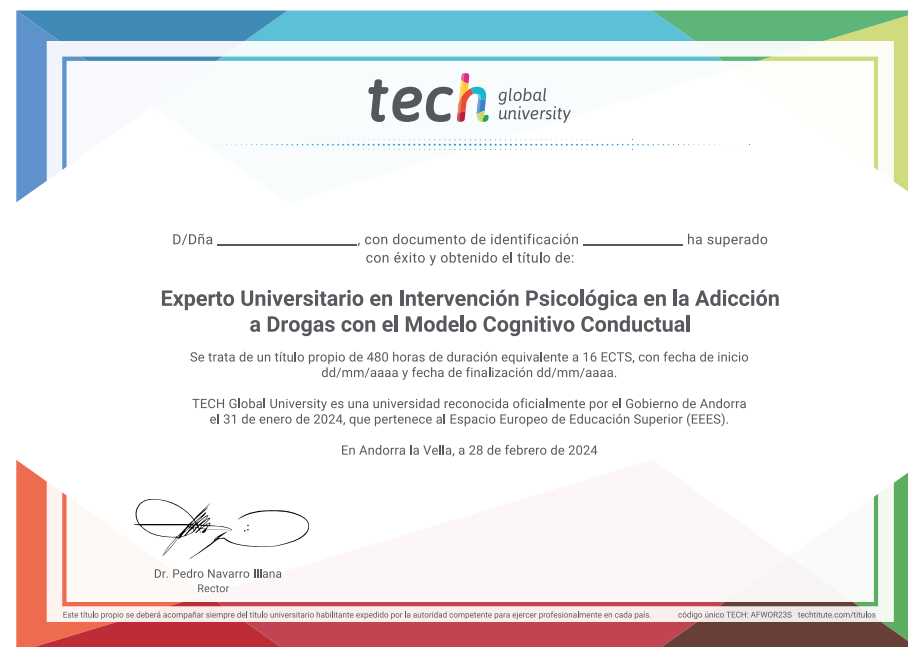 tech global university
D/Dña ____________________, con documento de identificación ______________ ha superado
con éxito y obtenido el título de:
Experto Universitario en Intervención Psicológica en la Adicción
a Drogas con el Modelo Cognitivo Conductual
Se trata de un título propio de 480 horas de duración equivalente a 16 ECTS, con fecha de inicio
dd/mm/aaaa y fecha de finalización dd/mm/aaaa.
TECH Global University es una universidad reconocida oficialmente por el Gobierno de Andorra
el 31 de enero de 2024, que pertenece al Espacio Europeo de Educación Superior (EEES).
En Andorra la Vella, a 28 de febrero de 2024
Dr. Pedro Navarro Illana
Rector
Este título propio se deberá acompañar siempre del título universitario habilitante expedido por la autoridad competente para ejercer profesionalmente en cada país. código único TECH: AFWOR23S techtitute.com/titulos